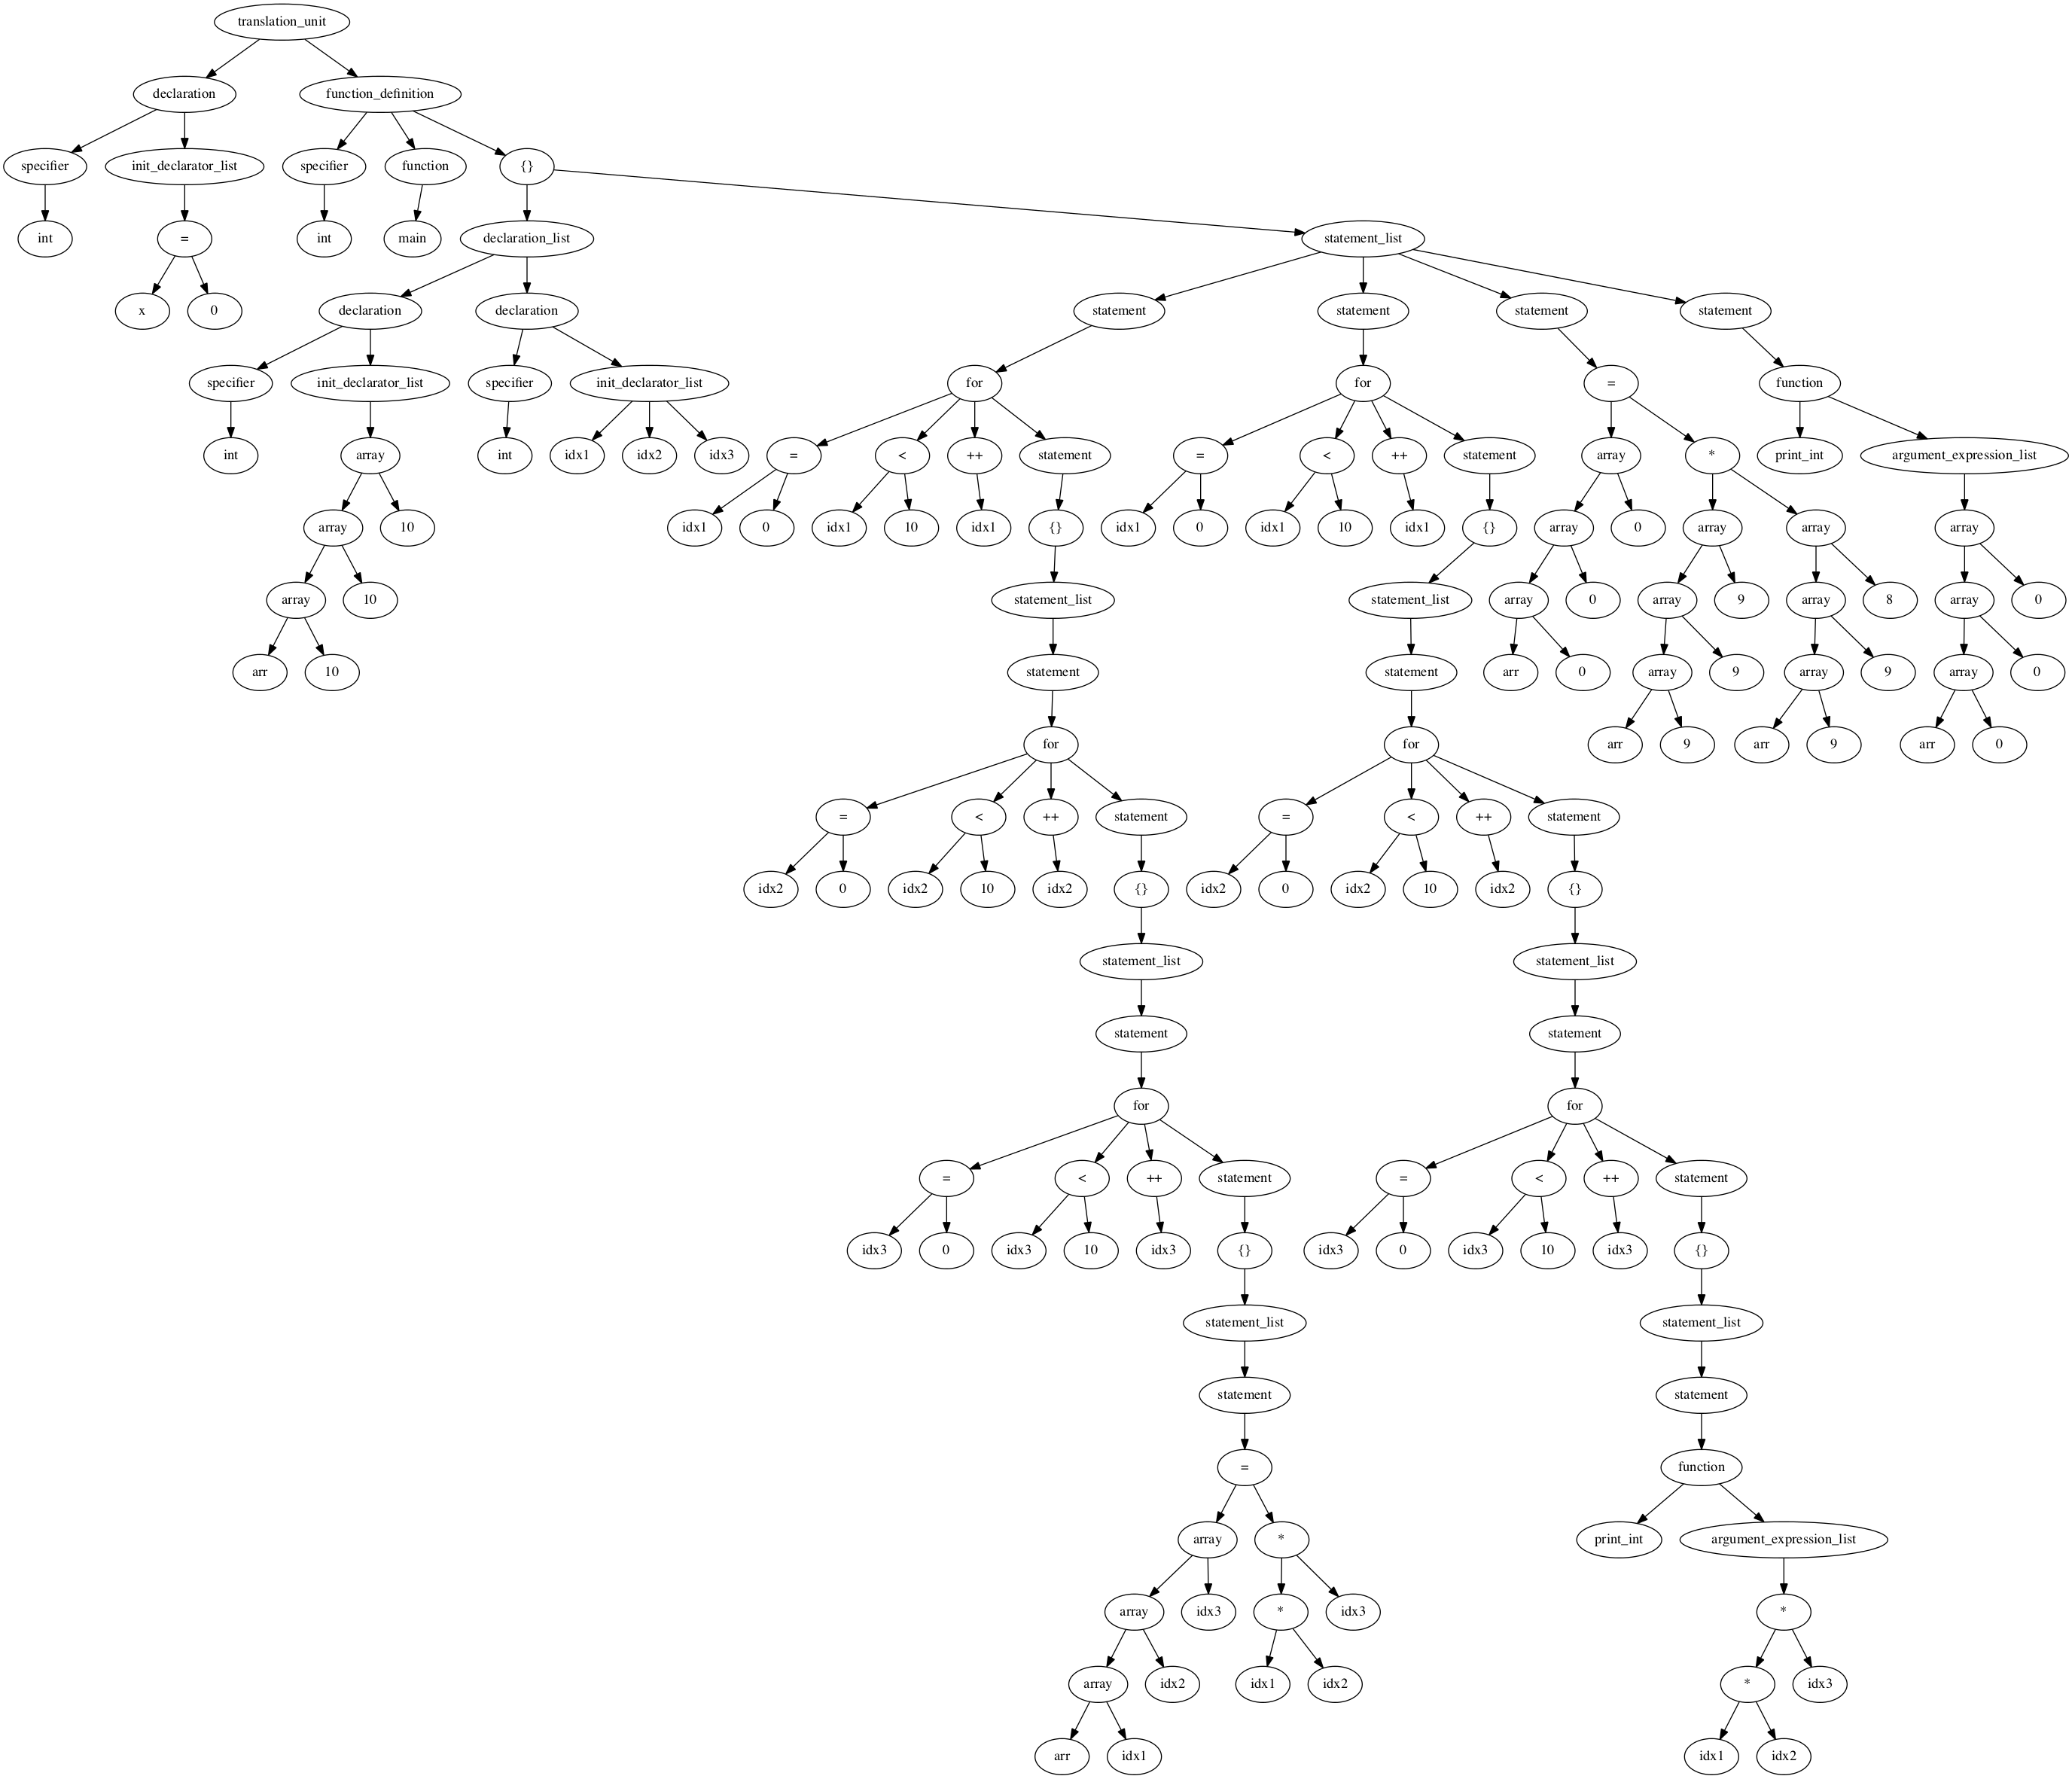 translation_unit
declaration function_definition
specifier init_declarator_list specifier function {}
int = int main declaration_list statement_list
x 0 declaration declaration statement statement statement statement
specifier init_declarator_list specifier init_declarator_list for for = function
int array int idx1 idx2 idx3 = < ++ statement = < ++ statement array * print_int argument_expression_list
array 10 idx1 0 idx1 10 idx1 {} idx1 0 idx1 10 idx1 {} array 0 array array array
array 10 statement_list statement_list array 0 array 9 array 8 array 0
arr 10 statement statement arr 0 array 9 array 9 array 0
for for arr 9 arr 9 arr 0
= < ++ statement = < ++ statement
idx2 0 idx2 10 idx2 {} idx2 0 idx2 10 idx2 {}
statement_list statement_list
statement statement
for for
= < ++ statement = < ++ statement
idx3 0 idx3 10 idx3 {} idx3 0 idx3 10 idx3 {}
statement_list statement_list
statement statement
= function
array * print_int argument_expression_list
array idx3 * idx3 *
array idx2 idx1 idx2 * idx3
arr idx1 idx1 idx2